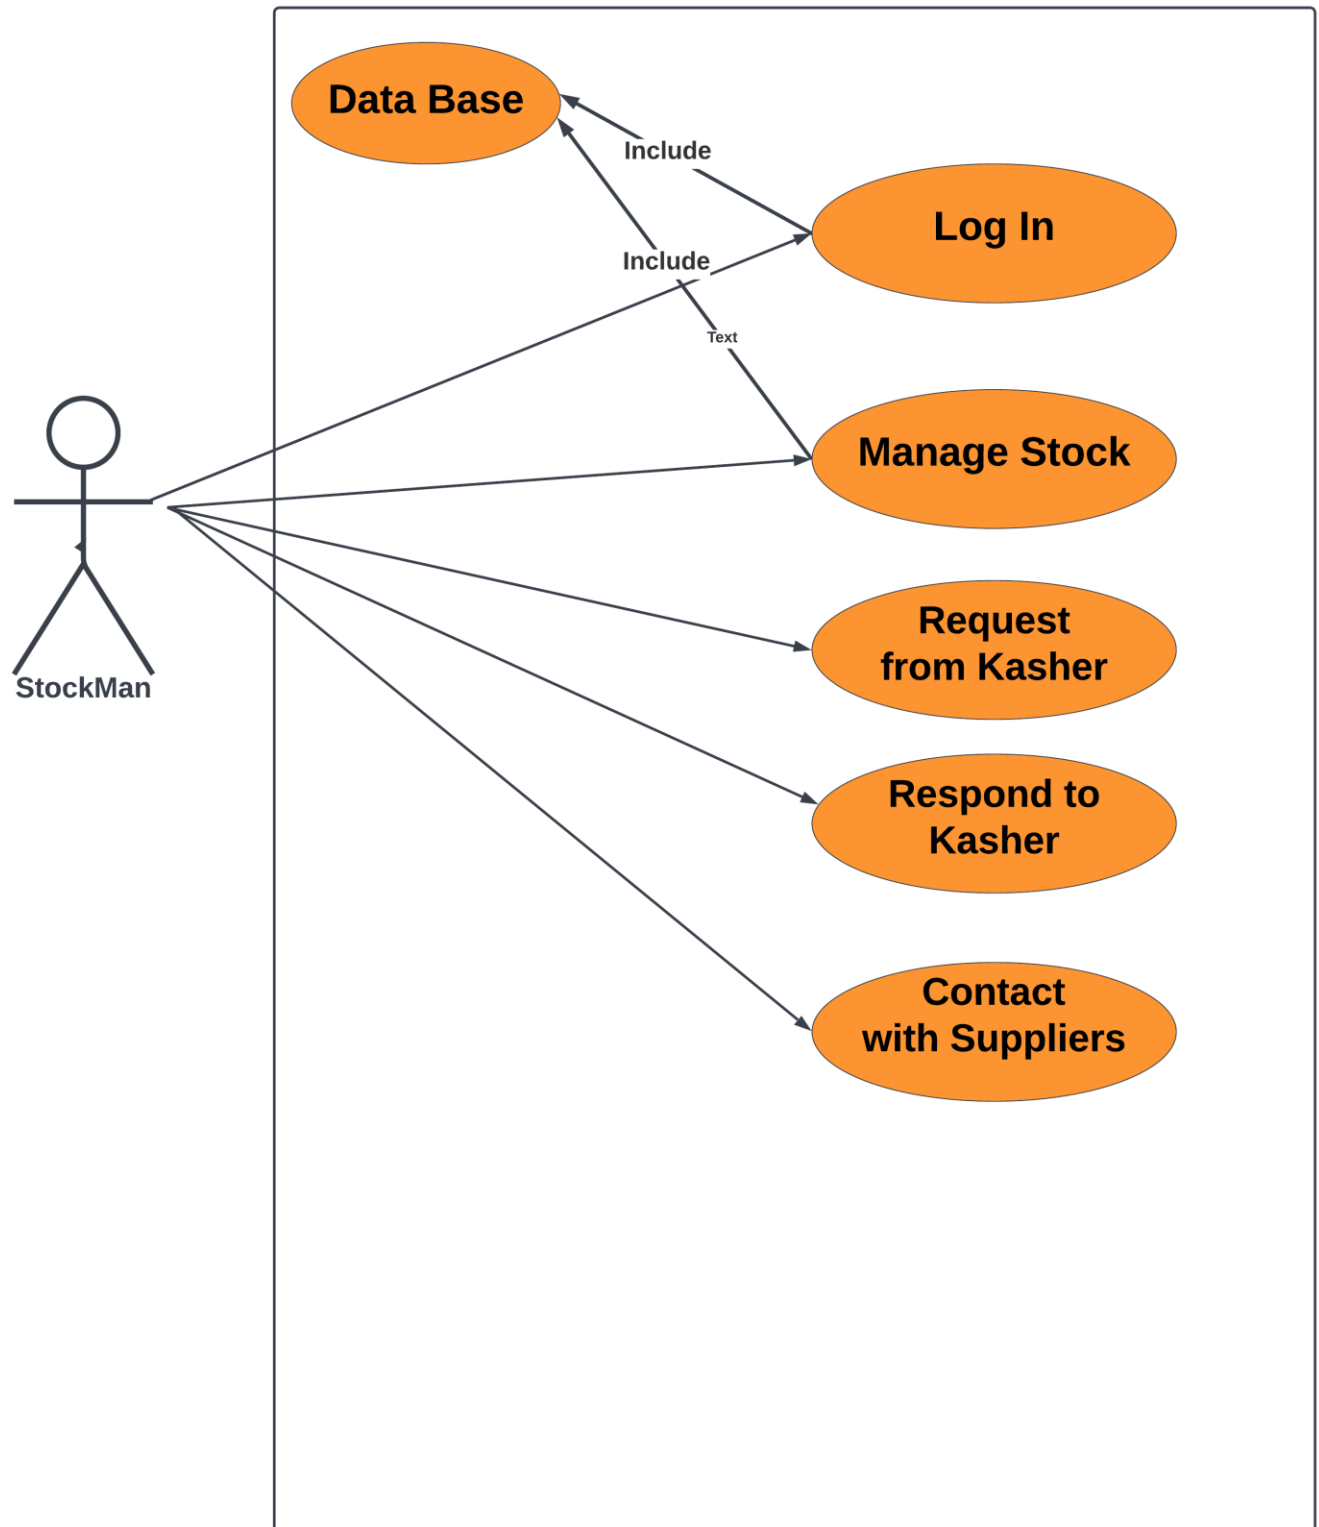 Data Base
Include
Log In
Include
Text
Manage Stock
Request
from Kasher
StockMan
Respond to
Kasher
Contact
with Suppliers